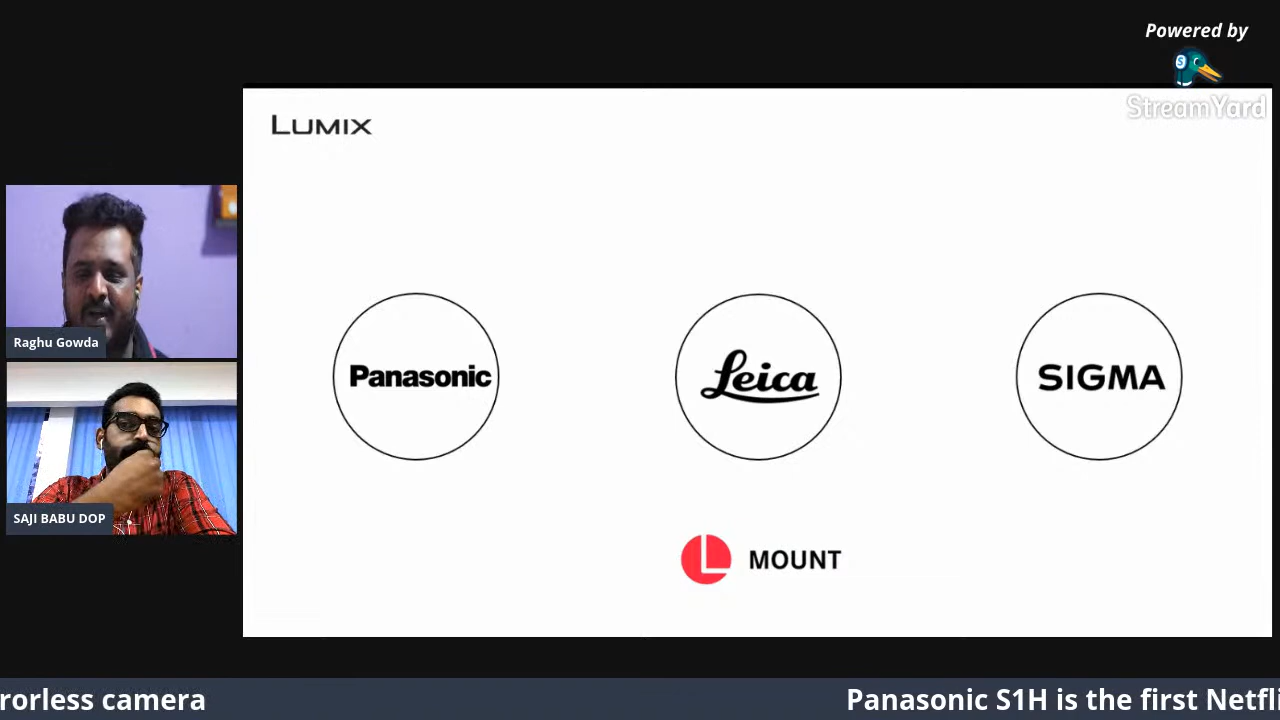 Powered by
StreamYard
LUMIX
Raghu Gowda
SAJI BABU DOP
Panasonic
Leica
SIGMA
L MOUNT
rorless camera
Panasonic S1H is the first Netfli